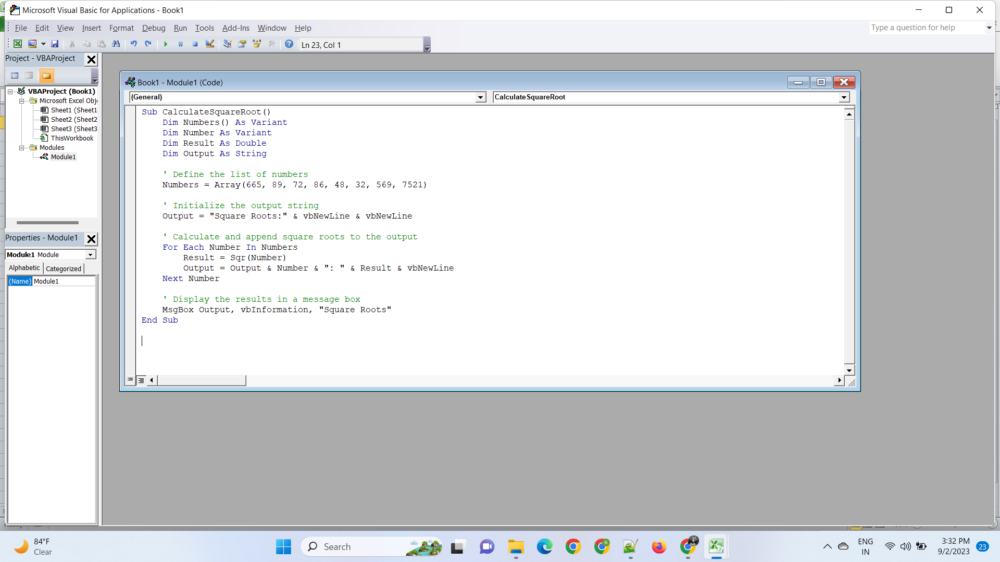 Microsoft Visual Basic for Applications - Book1
File Edit View Insert Format Debug Run Tools Add-Ins Window Help
Type a question for help
Ln 23, Col 1
Project - VBAProject
VBAProject (Book1)
Microsoft Excel Obj
Sheet1 (Sheet1
Sheet2 (Sheet2
Sheet3 (Sheet3
ThisWorkbook
Modules
Module1
Properties - Module1
Module1 Module
Alphabetic Categorized
(Name) Module1
Book1 - Module1 (Code)
(General)
CalculateSquareRoot
Sub CalculateSquareRoot()
Dim Numbers() As Variant
Dim Number As Variant
Dim Result As Double
Dim Output As String
' Define the list of numbers
Numbers = Array(665, 89, 72, 86, 48, 32, 569, 7521)
' Initialize the output string
Output = "Square Roots:" & vbNewLine & vbNewLine
' Calculate and append square roots to the output
For Each Number In Numbers
Result = Sqr(Number)
Output = Output & Number & ": " & Result & vbNewLine
Next Number
' Display the results in a message box
MsgBox Output, vbInformation, "Square Roots"
End Sub
84°F
Clear
Search
ENG
IN
3:32 PM
9/2/2023
23